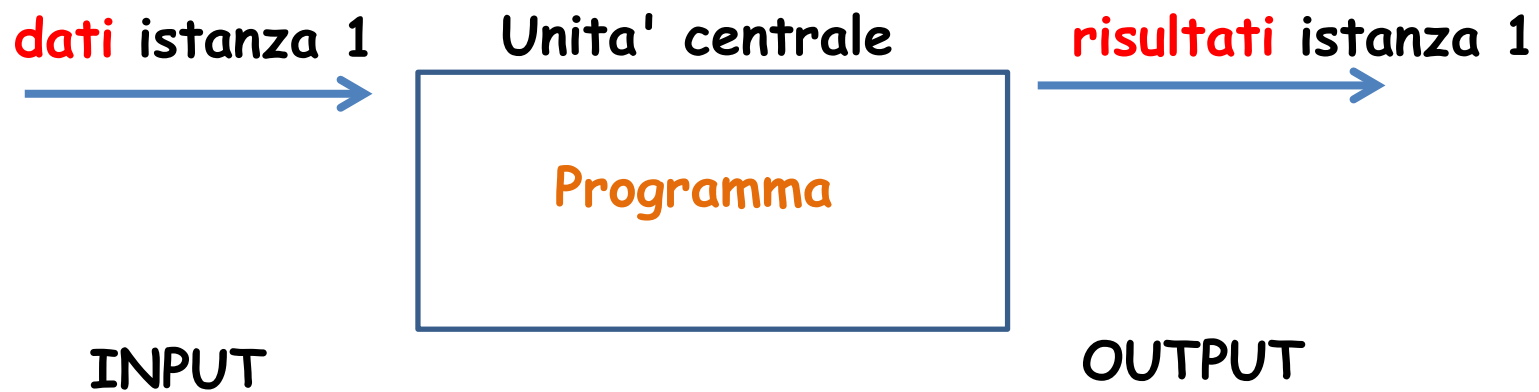 dati istanza 1
Unita' centrale
risultati istanza 1
Programma
INPUT
OUTPUT